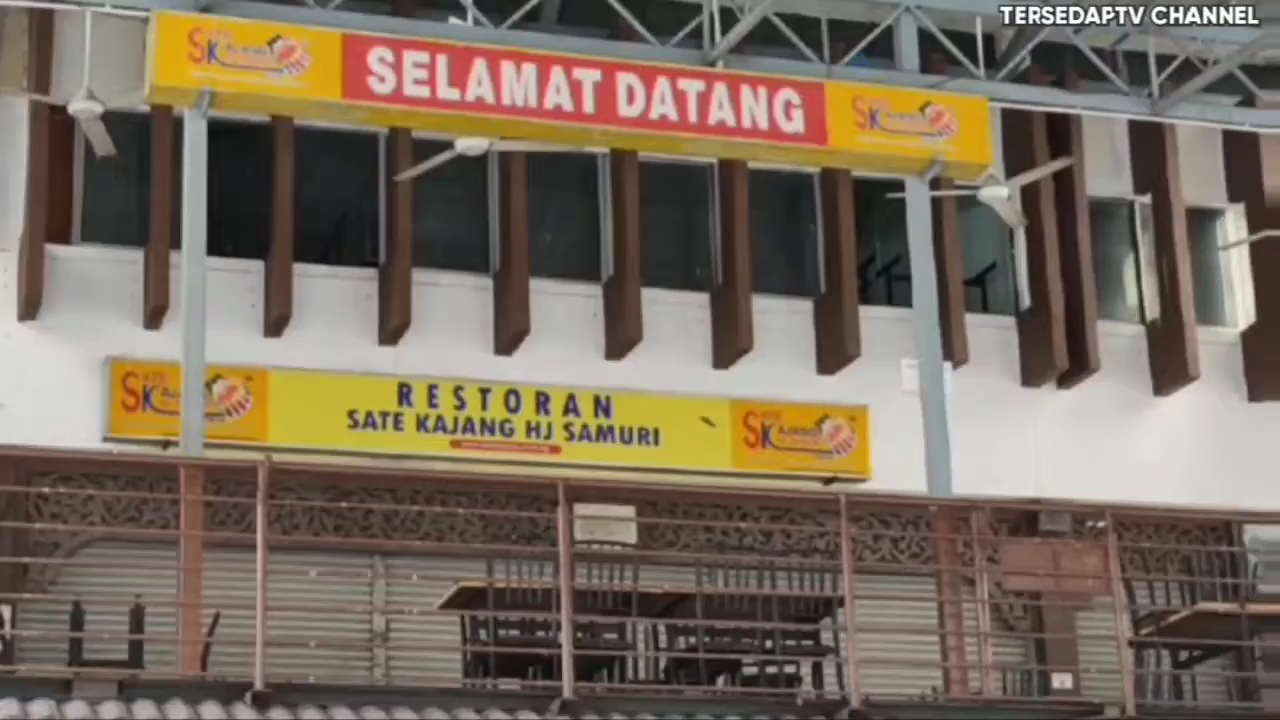 TERSEDAPTV CHANNEL
SELAMAT DATANG
RESTORAN
SATE KAJANG HJ SAMURI